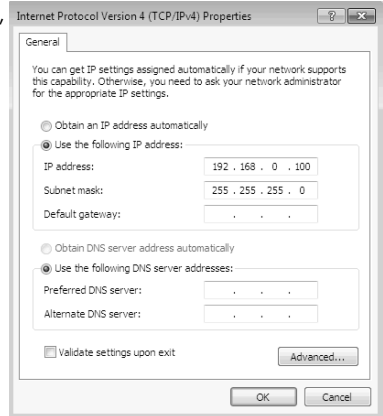 ,
Internet Protocol Version 4 (TCP/IPv4) Properties
General
You can get IP settings assigned automatically if your network supports
this capability. Otherwise, you need to ask your network administrator
for the appropriate IP settings.
Obtain an IP address automatically
Use the following IP address:
IP address: 192 . 168 . 0 . 100
Subnet mask: 255 . 255 . 255 . 0
Default gateway: . . .
Obtain DNS server address automatically
Use the following DNS server addresses:
Preferred DNS server: . . .
Alternate DNS server: . . .
Validate settings upon exit
Advanced...
OK Cancel